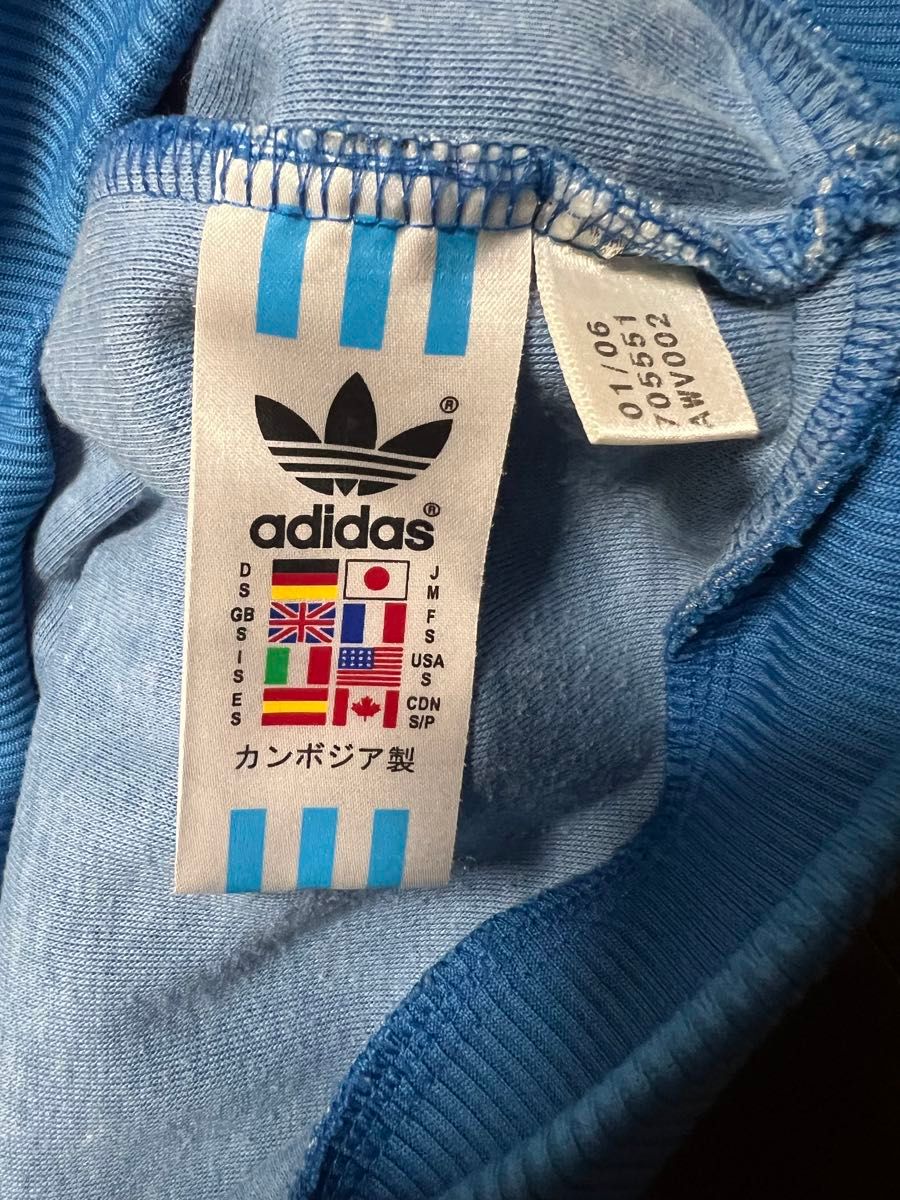 ®
adidas®
D
S
J
M
GB
S
F
S
I
S
USA
S
E
S
CDN
S/P
カンボジア製
01/06
705551
AWV002